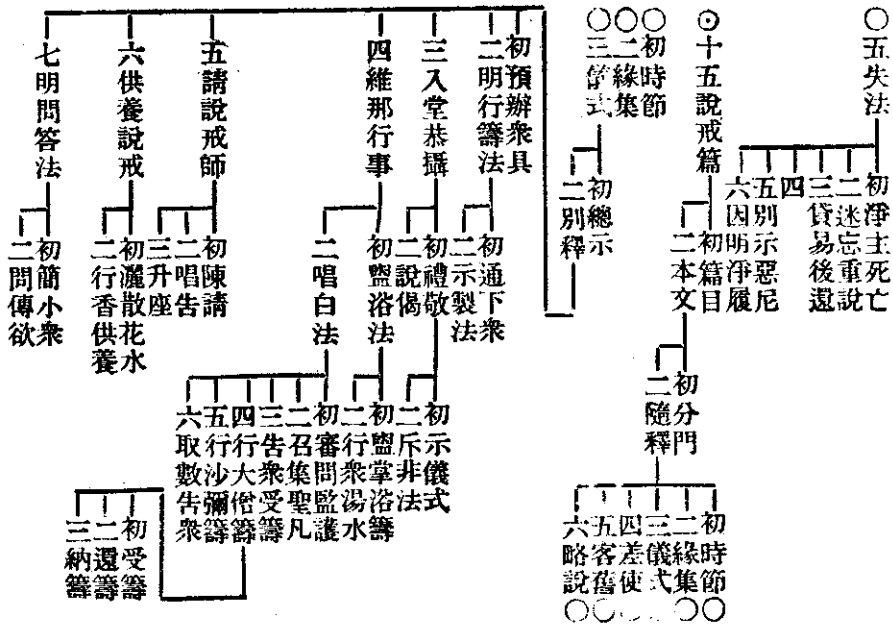 ○五失法
初淨主死亡
二迷忘重說
三貸易後還
四
五別示惡尼
六因明淨履
⊙十五說戒篇
初篇目
二本文
初分門
二隨釋
初時節○
二緣集○
三儀式
四差使
五客舊○
六略說○
○初時節
○二緣集
○三儀式
初總示
二別釋
初預辦衆具
二明行籌法
初通下衆
二示製法
三入堂恭攝
初禮敬
二說偈
初示儀式
二斥非法
四維那行事
初盥浴法
二唱白法
初盥掌浴籌
二行衆湯水
初審問監護
二召集聖凡
三告衆受籌
四行大僧籌
五行沙彌籌
六取數告衆
初受籌
二還籌
三納籌
五請說戒師
初陳請
二唱告
三升座
六供養說戒
初灑散花水
二行香供養
七明問答法
初簡小衆
二問傳欲